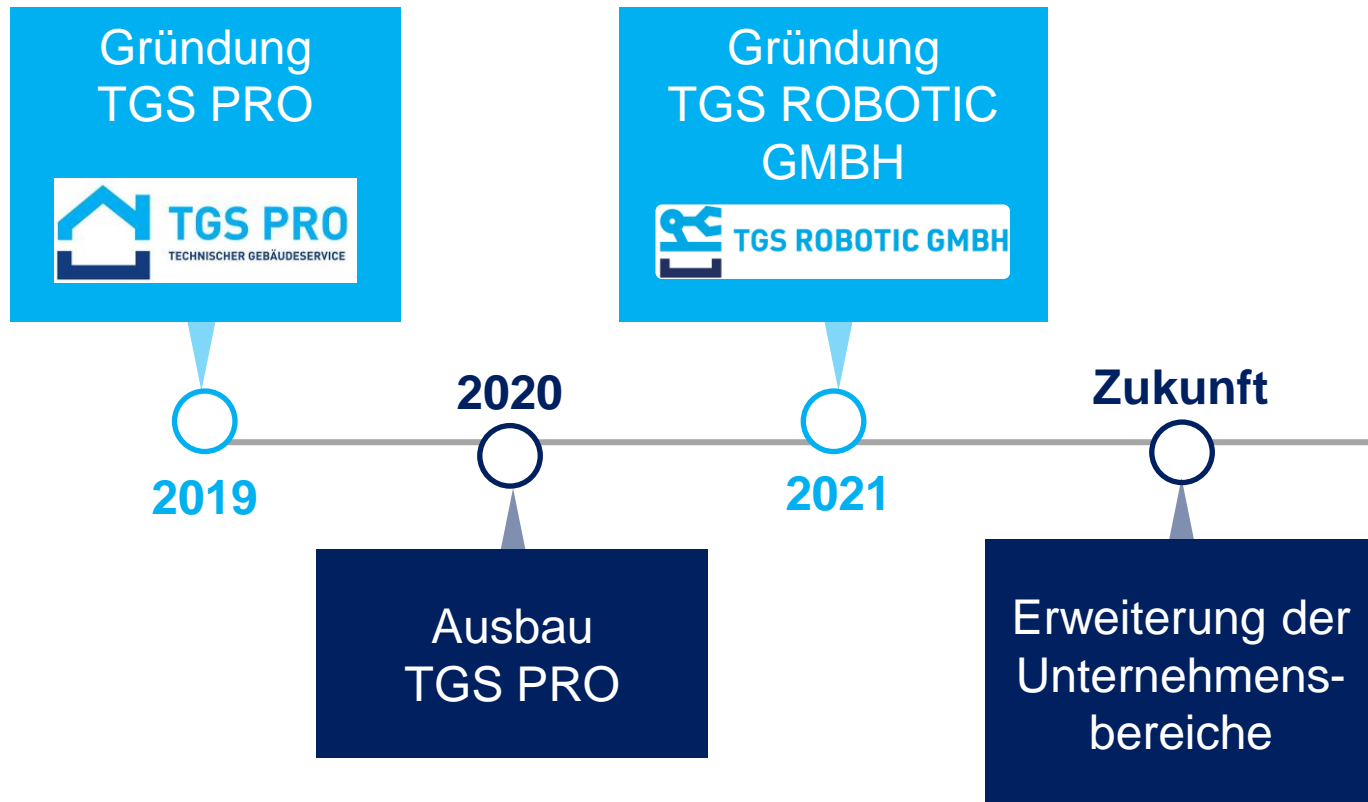 Gründung
TGS PRO
TGS PRO
TECHNISCHER GEBÄUDESERVICE
2019
2020
Ausbau
TGS PRO
Gründung
TGS ROBOTIC
GMBH
TGS ROBOTIC GMBH
2021
Zukunft
Erweiterung der
Unternehmens-
bereiche